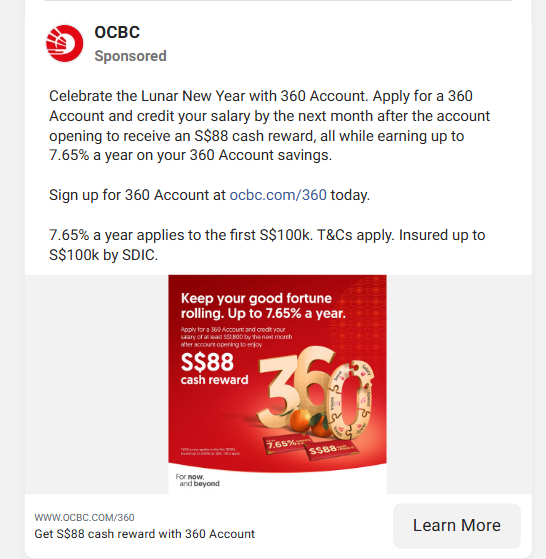 OCBC
Sponsored
Celebrate the Lunar New Year with 360 Account. Apply for a 360
Account and credit your salary by the next month after the account
opening to receive an S$88 cash reward, all while earning up to
7.65% a year on your 360 Account savings.
Sign up for 360 Account at ocbc.com/360 today.
7.65% a year applies to the first S$100k. T&Cs apply. Insured up to
S$100k by SDIC.
Keep your good fortune
rolling. Up to 7.65% a year.
Apply for a 360 Account and credit your
salary of at least S$1,800 by the next month
after account opening to enjoy
S$88
cash reward
360
7.65%
S$88
For now,
and beyond
WWW.OCBC.COM/360
Get S$88 cash reward with 360 Account
Learn More